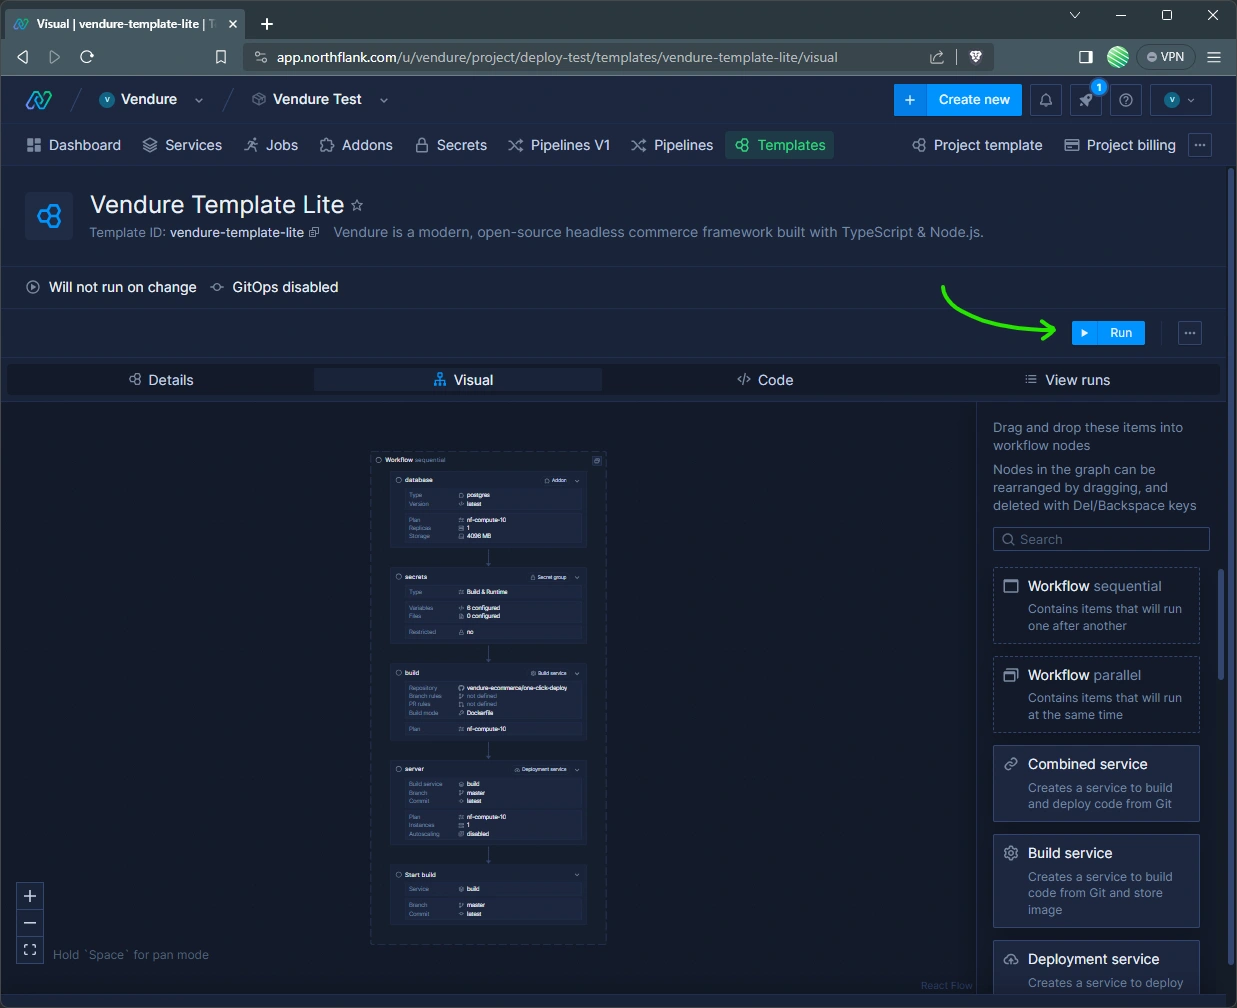 Visual | vendure-template-lite | T
app.northflank.com/u/vendure/project/deploy-test/templates/vendure-template-lite/visual
VPN
V Vendure
Vendure Test
+ Create new
1
V
Dashboard
Services
Jobs
Addons
Secrets
Pipelines V1
Pipelines
Templates
Project template
Project billing
Vendure Template Lite
Template ID: vendure-template-lite
Vendure is a modern, open-source headless commerce framework built with TypeScript & Node.js.
Will not run on change
GitOps disabled
Run
Details
Visual
Code
View runs
Workflow sequential
database
Addon
Type postgres
Version latest
Plan nf-compute-10
Replicas 1
Storage 4096 MB
secrets
Secret group
Type Build & Runtime
Variables 6 configured
Files 0 configured
Restricted no
build
Build service
Repository vendure-ecommerce/one-click-deploy
Branch rules not defined
PR rules not defined
Build mode Dockerfile
Plan nf-compute-10
server
Deployment service
Build service build
Branch master
Commit latest
Plan nf-compute-10
Instances 1
Autoscaling disabled
Start build
Service build
Branch master
Commit latest
Hold `Space` for pan mode
React Flow
Drag and drop these items into
workflow nodes
Nodes in the graph can be
rearranged by dragging, and
deleted with Del/Backspace keys
Search
Workflow sequential
Contains items that will run
one after another
Workflow parallel
Contains items that will run
at the same time
Combined service
Creates a service to build
and deploy code from Git
Build service
Creates a service to build
code from Git and store
image
Deployment service
Creates a service to deploy